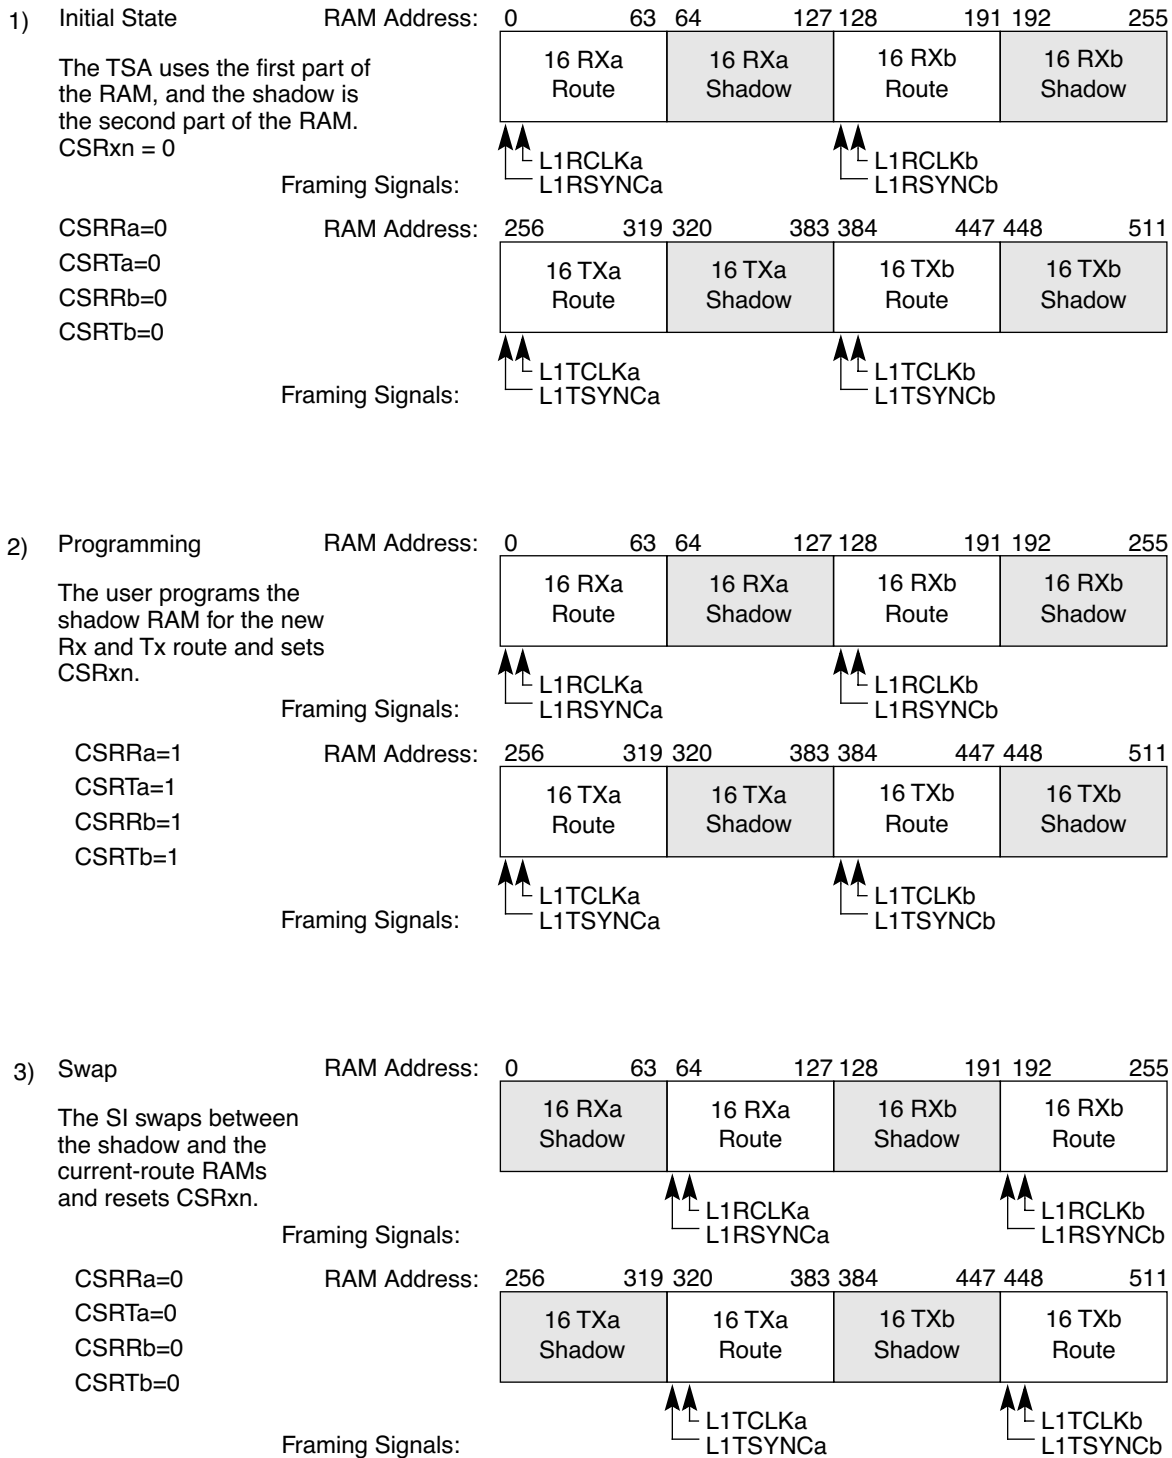 1) Initial State RAM Address: 0 63 64 127 128 191 192 255
The TSA uses the first part of
the RAM, and the shadow is
the second part of the RAM.
CSRxn = 0
16 RXa 16 RXa 16 RXb 16 RXb
Route Shadow Route Shadow
L1RCLKa L1RCLKb
Framing Signals: L1RSYNCa L1RSYNCb
CSRRa=0 RAM Address: 256 319 320 383 384 447 448 511
CSRTa=0
CSRRb=0
CSRTb=0
16 TXa 16 TXa 16 TXb 16 TXb
Route Shadow Route Shadow
L1TCLKa L1TCLKb
Framing Signals: L1TSYNCa L1TSYNCb
2) Programming RAM Address: 0 63 64 127 128 191 192 255
The user programs the
shadow RAM for the new
Rx and Tx route and sets
CSRxn.
16 RXa 16 RXa 16 RXb 16 RXb
Route Shadow Route Shadow
L1RCLKa L1RCLKb
Framing Signals: L1RSYNCa L1RSYNCb
CSRRa=1 RAM Address: 256 319 320 383 384 447 448 511
CSRTa=1
CSRRb=1
CSRTb=1
16 TXa 16 TXa 16 TXb 16 TXb
Route Shadow Route Shadow
L1TCLKa L1TCLKb
Framing Signals: L1TSYNCa L1TSYNCb
3) Swap RAM Address: 0 63 64 127 128 191 192 255
The SI swaps between
the shadow and the
current-route RAMs
and resets CSRxn.
16 RXa 16 RXa 16 RXb 16 RXb
Shadow Route Shadow Route
L1RCLKa L1RCLKb
Framing Signals: L1RSYNCa L1RSYNCb
CSRRa=0 RAM Address: 256 319 320 383 384 447 448 511
CSRTa=0
CSRRb=0
CSRTb=0
16 TXa 16 TXa 16 TXb 16 TXb
Shadow Route Shadow Route
L1TCLKa L1TCLKb
Framing Signals: L1TSYNCa L1TSYNCb